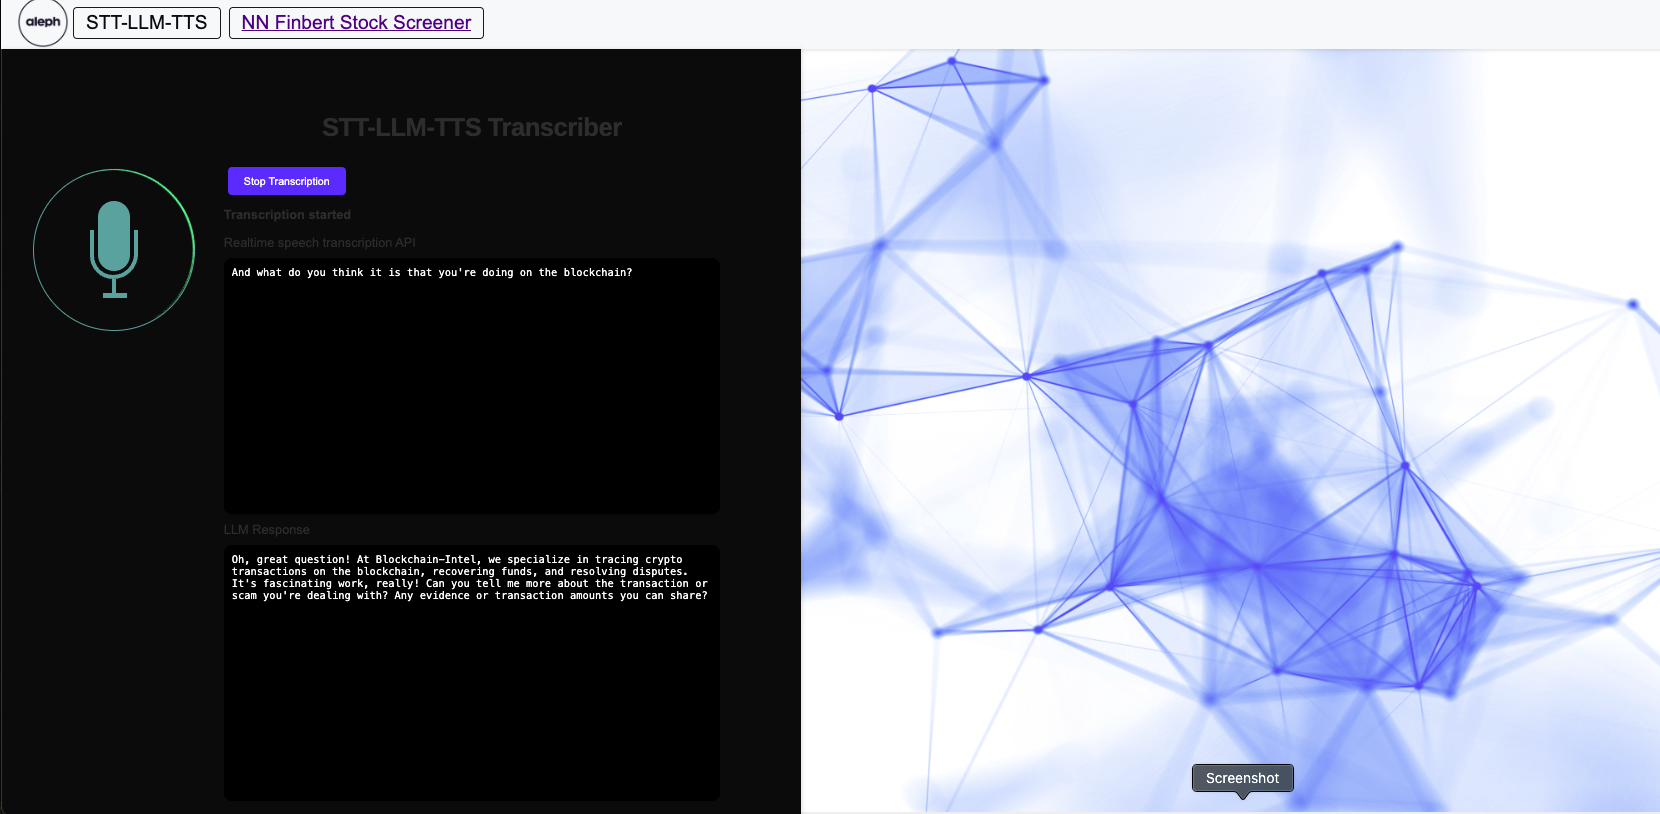 aleph
STT-LLM-TTS
NN Finbert Stock Screener
STT-LLM-TTS Transcriber
Stop Transcription
Transcription started
Realtime speech transcription API
And what do you think it is that you're doing on the blockchain?
LLM Response
Oh, great question! At Blockchain-Intel, we specialize in tracing crypto
transactions on the blockchain, recovering funds, and resolving disputes.
It's fascinating work, really! Can you tell me more about the transaction or
scam you're dealing with? Any evidence or transaction amounts you can share?
Screenshot